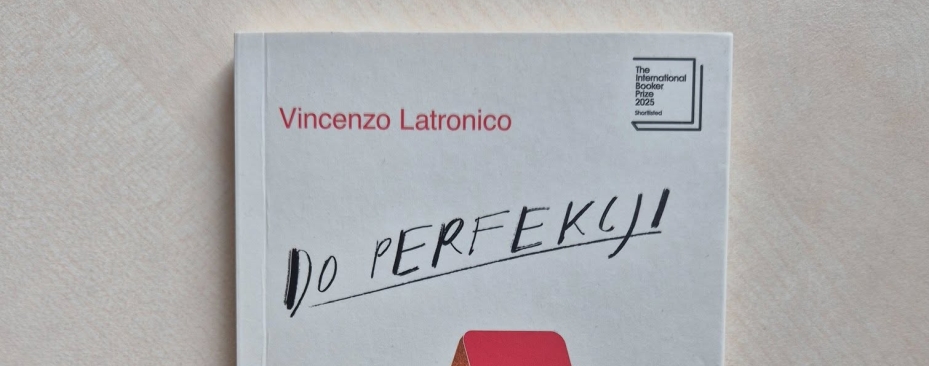 The
International
Booker
Prize
2025
Shortlisted
Vincenzo Latronico
DO PERFEKCJI